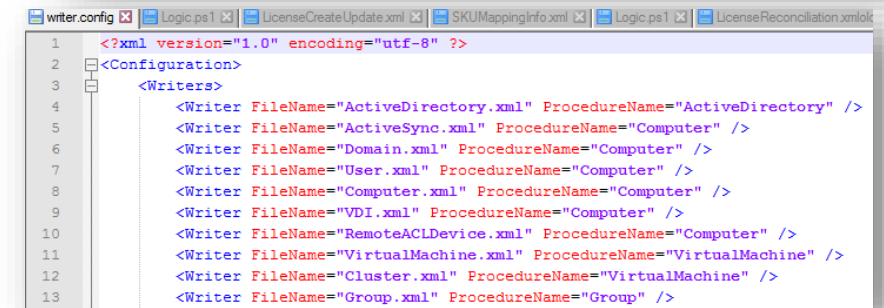 writer.config Logic.ps1 LicenseCreateUpdate.xml SKUMappingInfo.xml Logic.ps1 LicenseReconciliation.xmlold
1 <?xml version="1.0" encoding="utf-8" ?>
2 <Configuration>
3 <Writers>
4 <Writer FileName="ActiveDirectory.xml" ProcedureName="ActiveDirectory" />
5 <Writer FileName="ActiveSync.xml" ProcedureName="Computer" />
6 <Writer FileName="Domain.xml" ProcedureName="Computer" />
7 <Writer FileName="User.xml" ProcedureName="Computer" />
8 <Writer FileName="Computer.xml" ProcedureName="Computer" />
9 <Writer FileName="VDI.xml" ProcedureName="Computer" />
10 <Writer FileName="RemoteACLDevice.xml" ProcedureName="Computer" />
11 <Writer FileName="VirtualMachine.xml" ProcedureName="VirtualMachine" />
12 <Writer FileName="Cluster.xml" ProcedureName="VirtualMachine" />
13 <Writer FileName="Group.xml" ProcedureName="Group" />